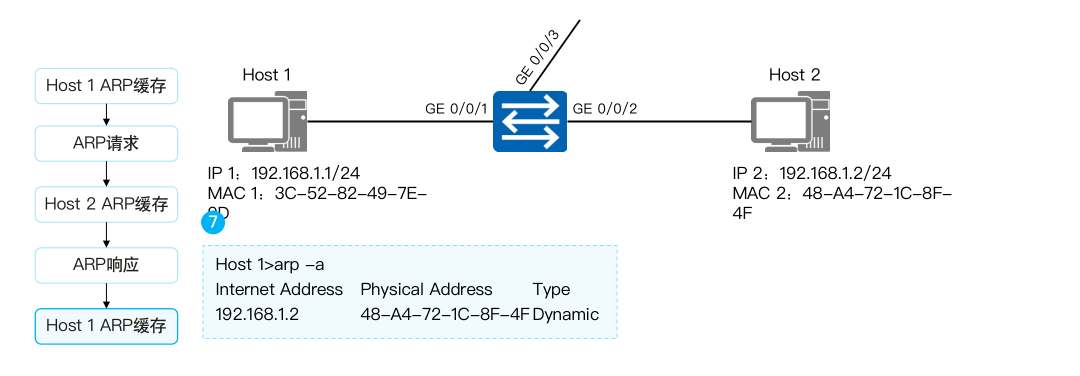 Host 1 ARP缓存
ARP请求
Host 2 ARP缓存
ARP响应
Host 1 ARP缓存
Host 1
GE 0/0/1
GE 0/0/3
GE 0/0/2
Host 2
IP 1：192.168.1.1/24
MAC 1：3C-52-82-49-7E-
IP 2：192.168.1.2/24
MAC 2：48-A4-72-1C-8F-
4F
7
Host 1>arp -a
Internet Address Physical Address Type
192.168.1.2 48-A4-72-1C-8F-4F Dynamic